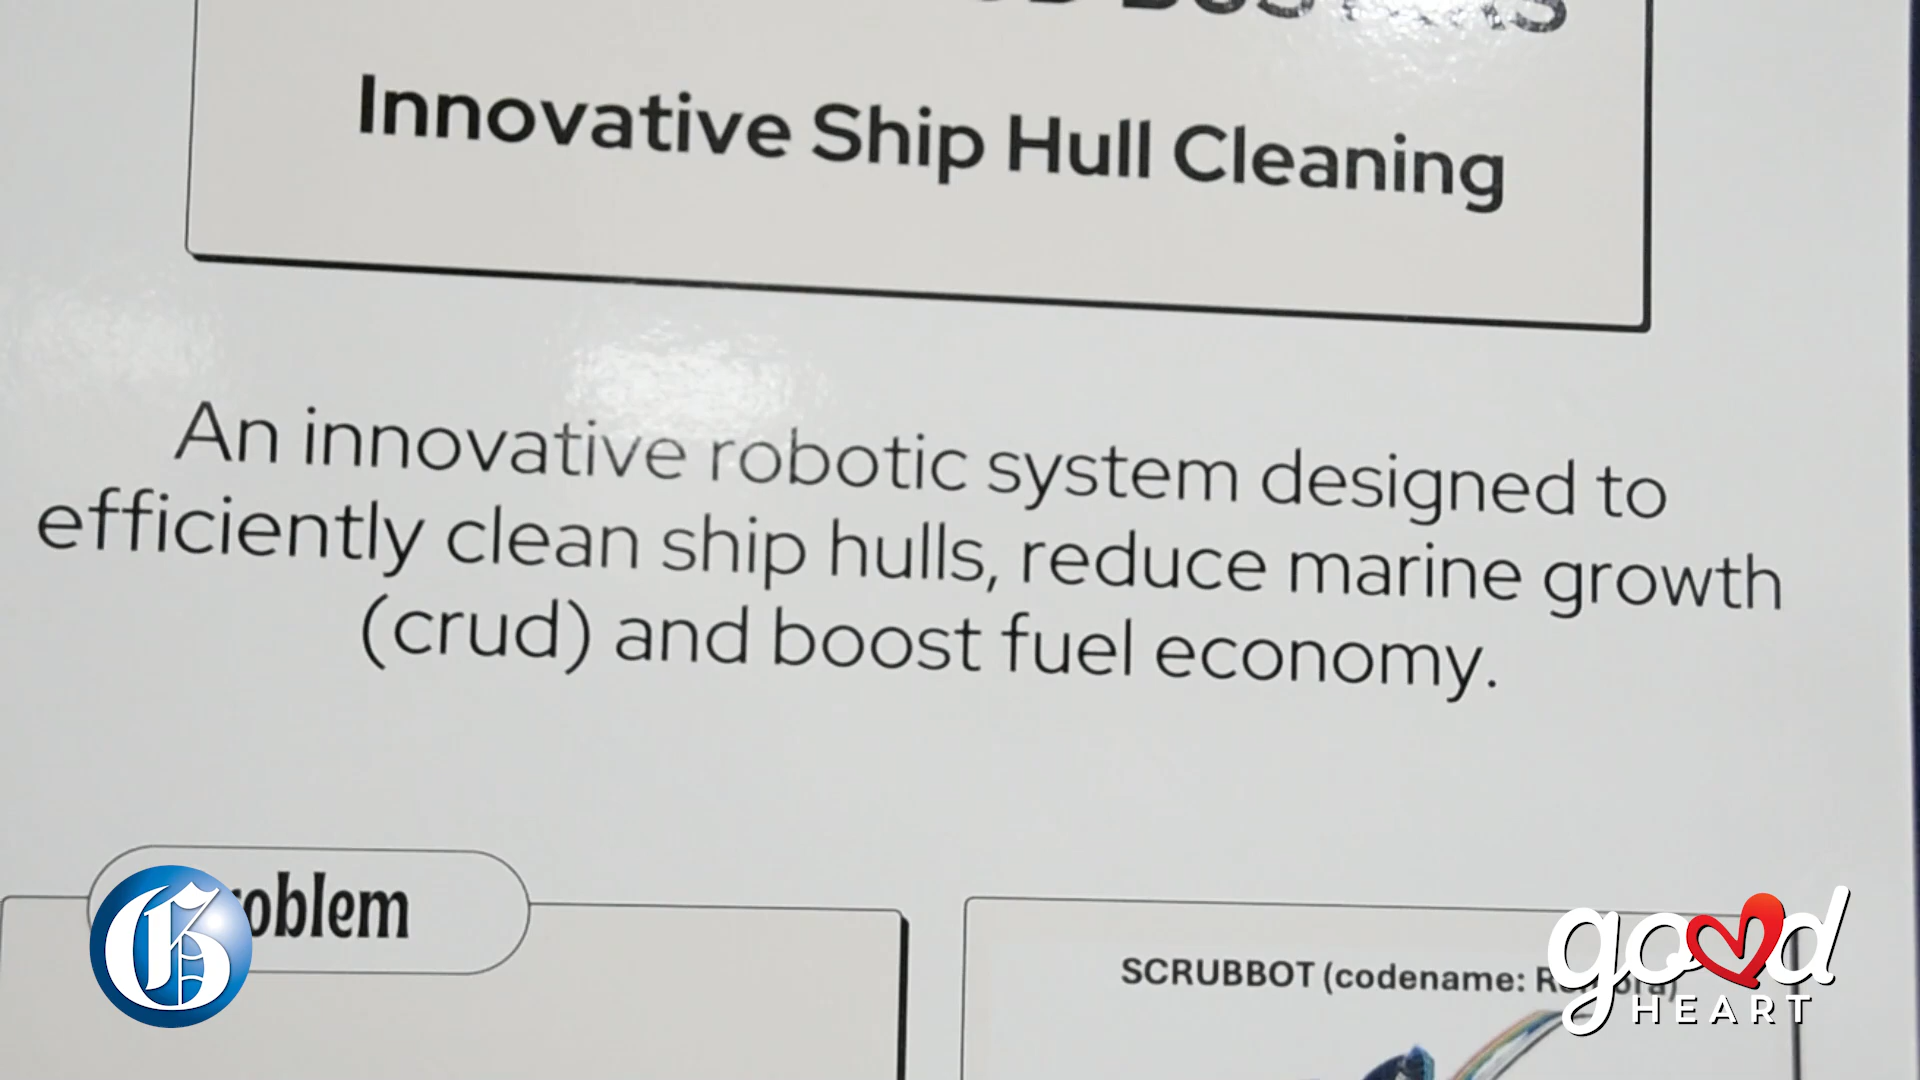 Innovative Ship Hull Cleaning
An innovative robotic system designed to
efficiently clean ship hulls, reduce marine growth
(crud) and boost fuel economy.
SCRUBBOT (codename:
good
HEART